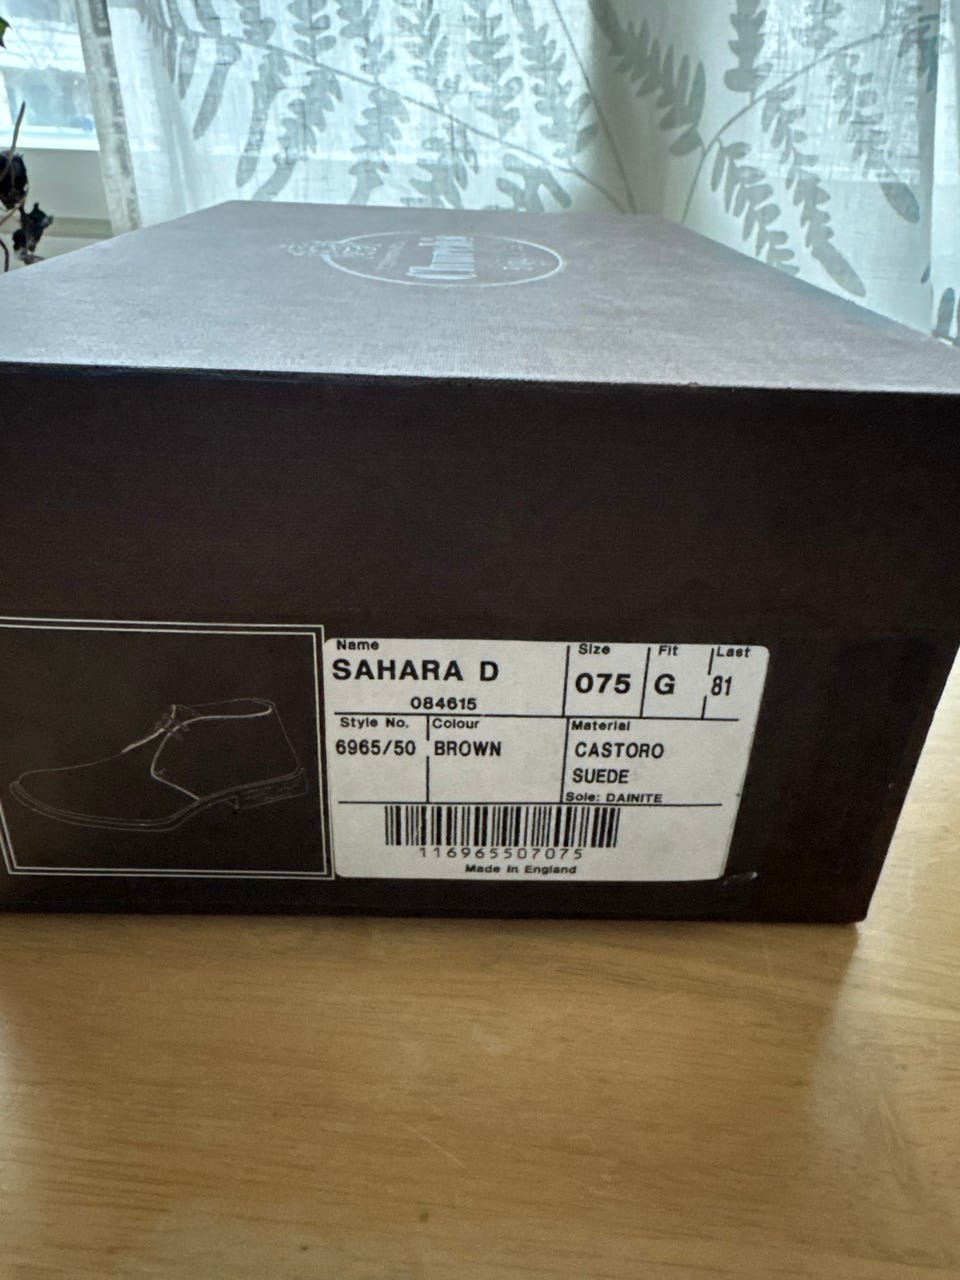 Name
SAHARA D
084615
Size
075
Fit
G
Last
81
Style No.
6965/50
Colour
BROWN
Material
CASTORO
SUEDE
Sole: DAINITE
116965507075
Made in England